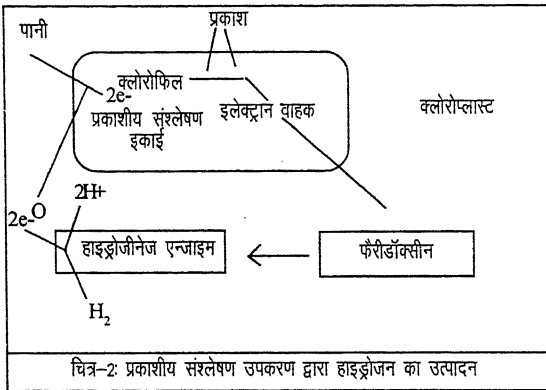 प्रकाश
पानी
क्लोरोफिल
2e-
प्रकाशीय संश्लेषण
इकाई
इलेक्ट्रान वाहक
क्लोरोप्लास्ट
2H+
2e-
O
हाइड्रोजीनेज एन्जाइम
फैरीडॉक्सीन
H₂
चित्र–2: प्रकाशीय संश्लेषण उपकरण द्वारा हाइड्रोजन का उत्पादन